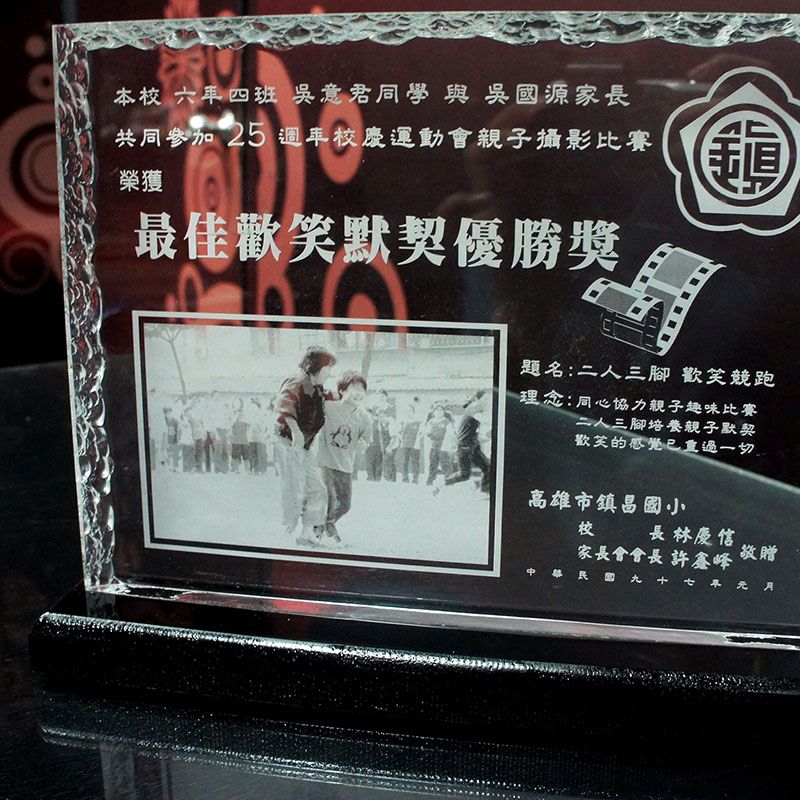 本校 六年四班 吳意君同學 與 吳國源家長
共同參加 25 週年校慶運動會親子攝影比賽
榮獲
最佳歡笑默契優勝獎
題名:二人三腳 歡笑競跑
理念:同心協力親子趣味比賽
二人三腳培養親子默契
歡笑的感覺已重過一切
高雄市鎮昌國小
校 長 林慶信
家長會會長 許鑫峰 敬贈
中華民國九十七年元月